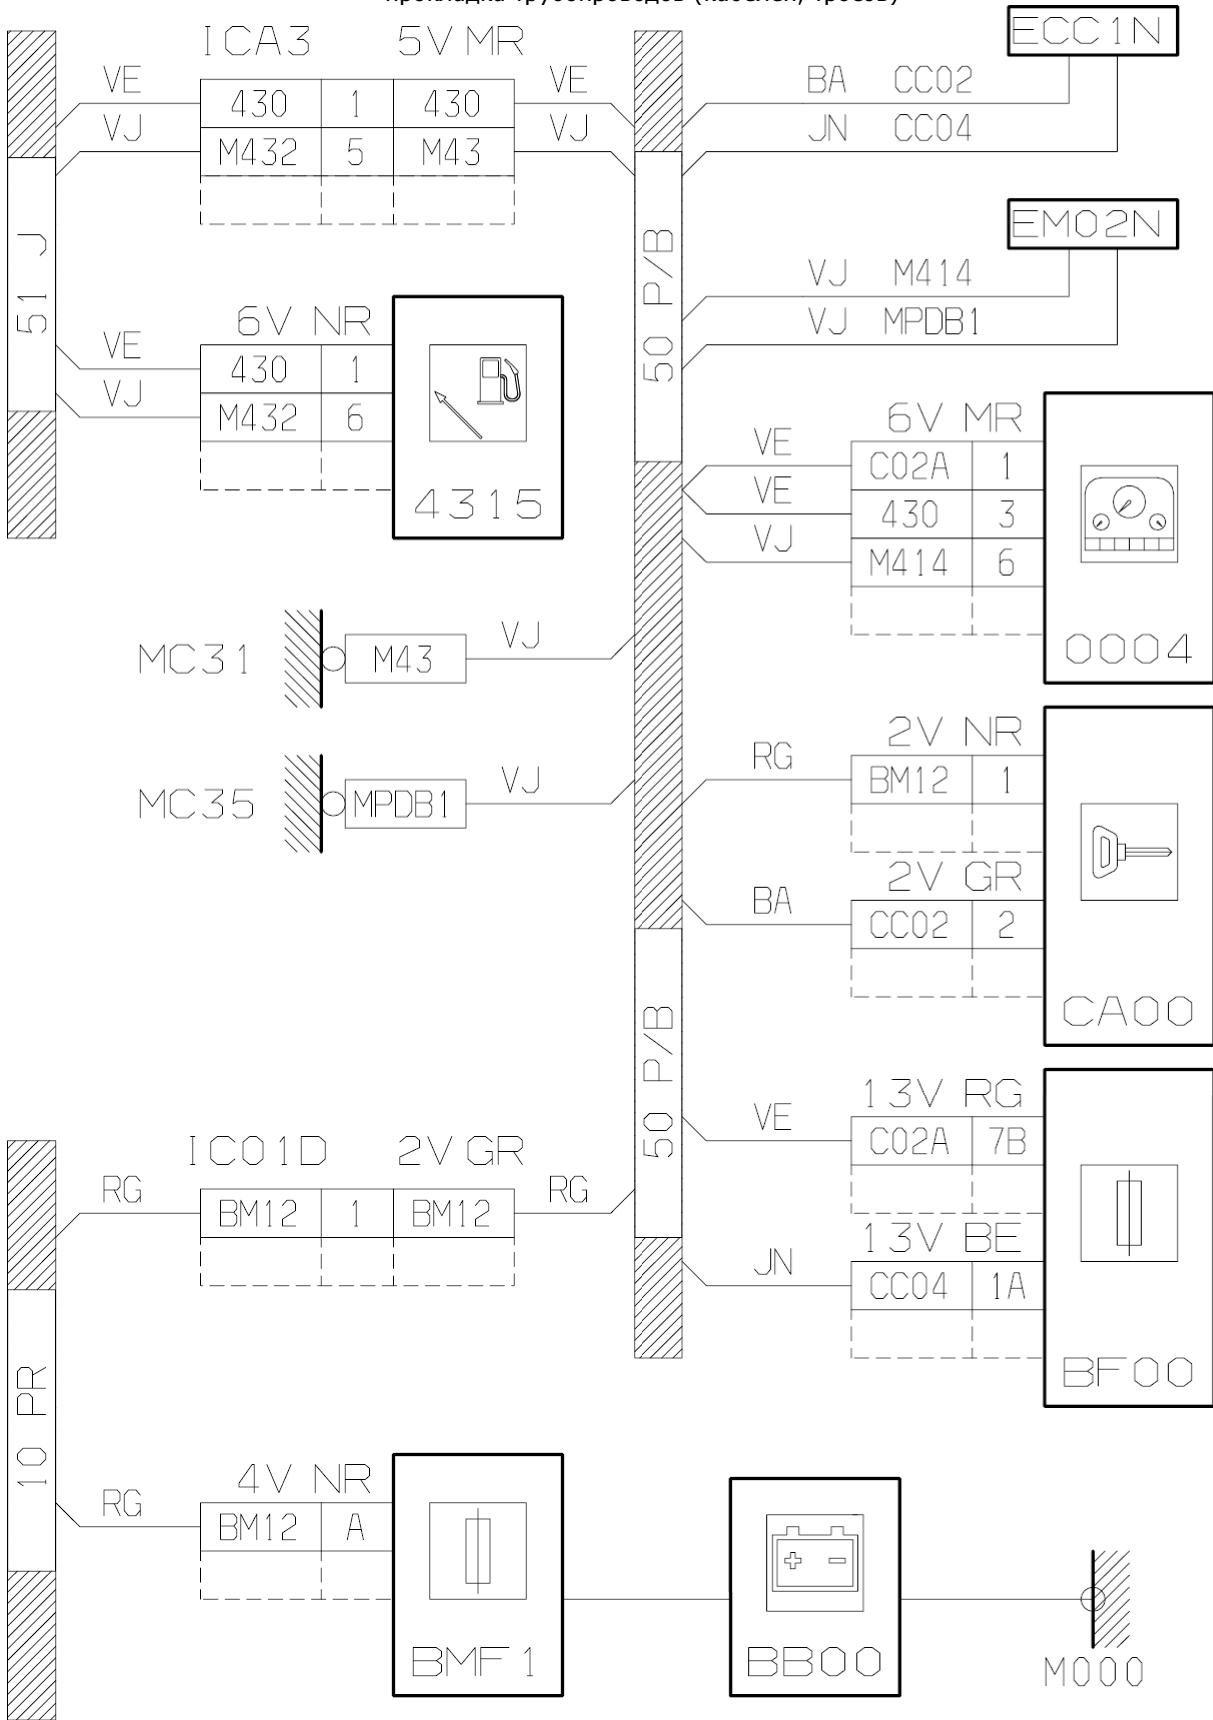 прокладка трубопроводов (кабелей, тросов)
ICA3 5V MR
VE 430 1 430 VE
VJ M432 5 M43 VJ
ECC1N
BA CC02
JN CC04
51 J
50 P/B
EM02N
VJ M414
VJ MPDB1
6V NR
VE 430 1
VJ M432 6
4315
6V MR
VE C02A 1
VE 430 3
VJ M414 6
0004
MC31 M43 VJ
MC35 MPDB1 VJ
2V NR
RG BM12 1
2V GR
BA CC02 2
CA00
50 P/B
13V RG
VE C02A 7B
13V BE
JN CC04 1A
BF00
IC01D 2V GR
RG BM12 1 BM12 RG
10 PR
4V NR
RG BM12 A
BMF1
BB00
M000